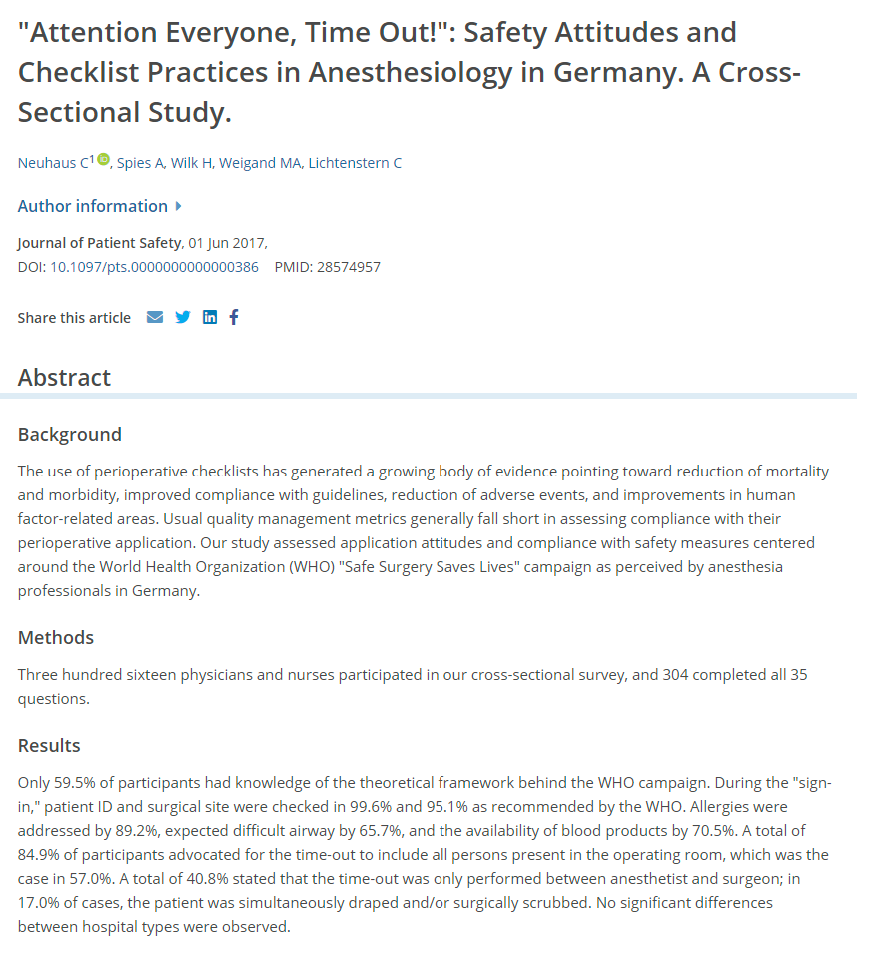 "Attention Everyone, Time Out!": Safety Attitudes and
Checklist Practices in Anesthesiology in Germany. A Cross-
Sectional Study.
Neuhaus C1 iD, Spies A, Wilk H, Weigand MA, Lichtenstern C
Author information
Journal of Patient Safety, 01 Jun 2017,
DOI: 10.1097/pts.0000000000000386 PMID: 28574957
Share this article
Abstract
Background
The use of perioperative checklists has generated a growing body of evidence pointing toward reduction of mortality
and morbidity, improved compliance with guidelines, reduction of adverse events, and improvements in human
factor-related areas. Usual quality management metrics generally fall short in assessing compliance with their
perioperative application. Our study assessed application attitudes and compliance with safety measures centered
around the World Health Organization (WHO) "Safe Surgery Saves Lives" campaign as perceived by anesthesia
professionals in Germany.
Methods
Three hundred sixteen physicians and nurses participated in our cross-sectional survey, and 304 completed all 35
questions.
Results
Only 59.5% of participants had knowledge of the theoretical framework behind the WHO campaign. During the "sign-
in," patient ID and surgical site were checked in 99.6% and 95.1% as recommended by the WHO. Allergies were
addressed by 89.2%, expected difficult airway by 65.7%, and the availability of blood products by 70.5%. A total of
84.9% of participants advocated for the time-out to include all persons present in the operating room, which was the
case in 57.0%. A total of 40.8% stated that the time-out was only performed between anesthetist and surgeon; in
17.0% of cases, the patient was simultaneously draped and/or surgically scrubbed. No significant differences
between hospital types were observed.